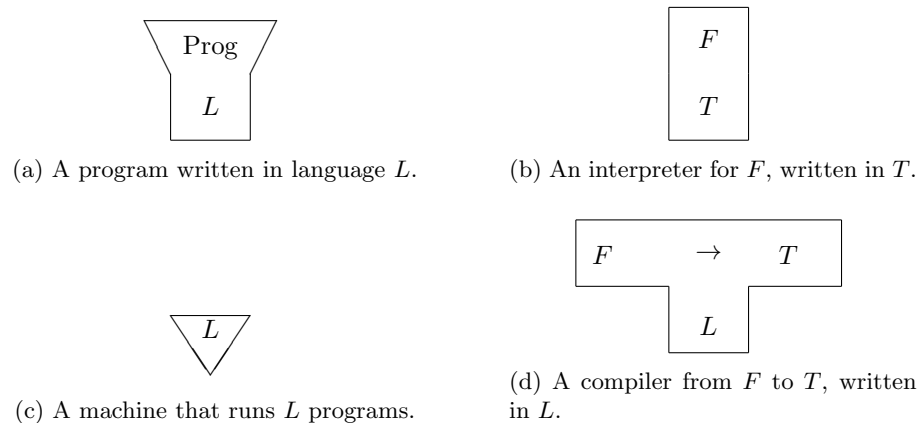 Prog
L
(a) A program written in language L.
F
T
(b) An interpreter for F, written in T.
L
(c) A machine that runs L programs.
F → T
L
(d) A compiler from F to T, written
in L.